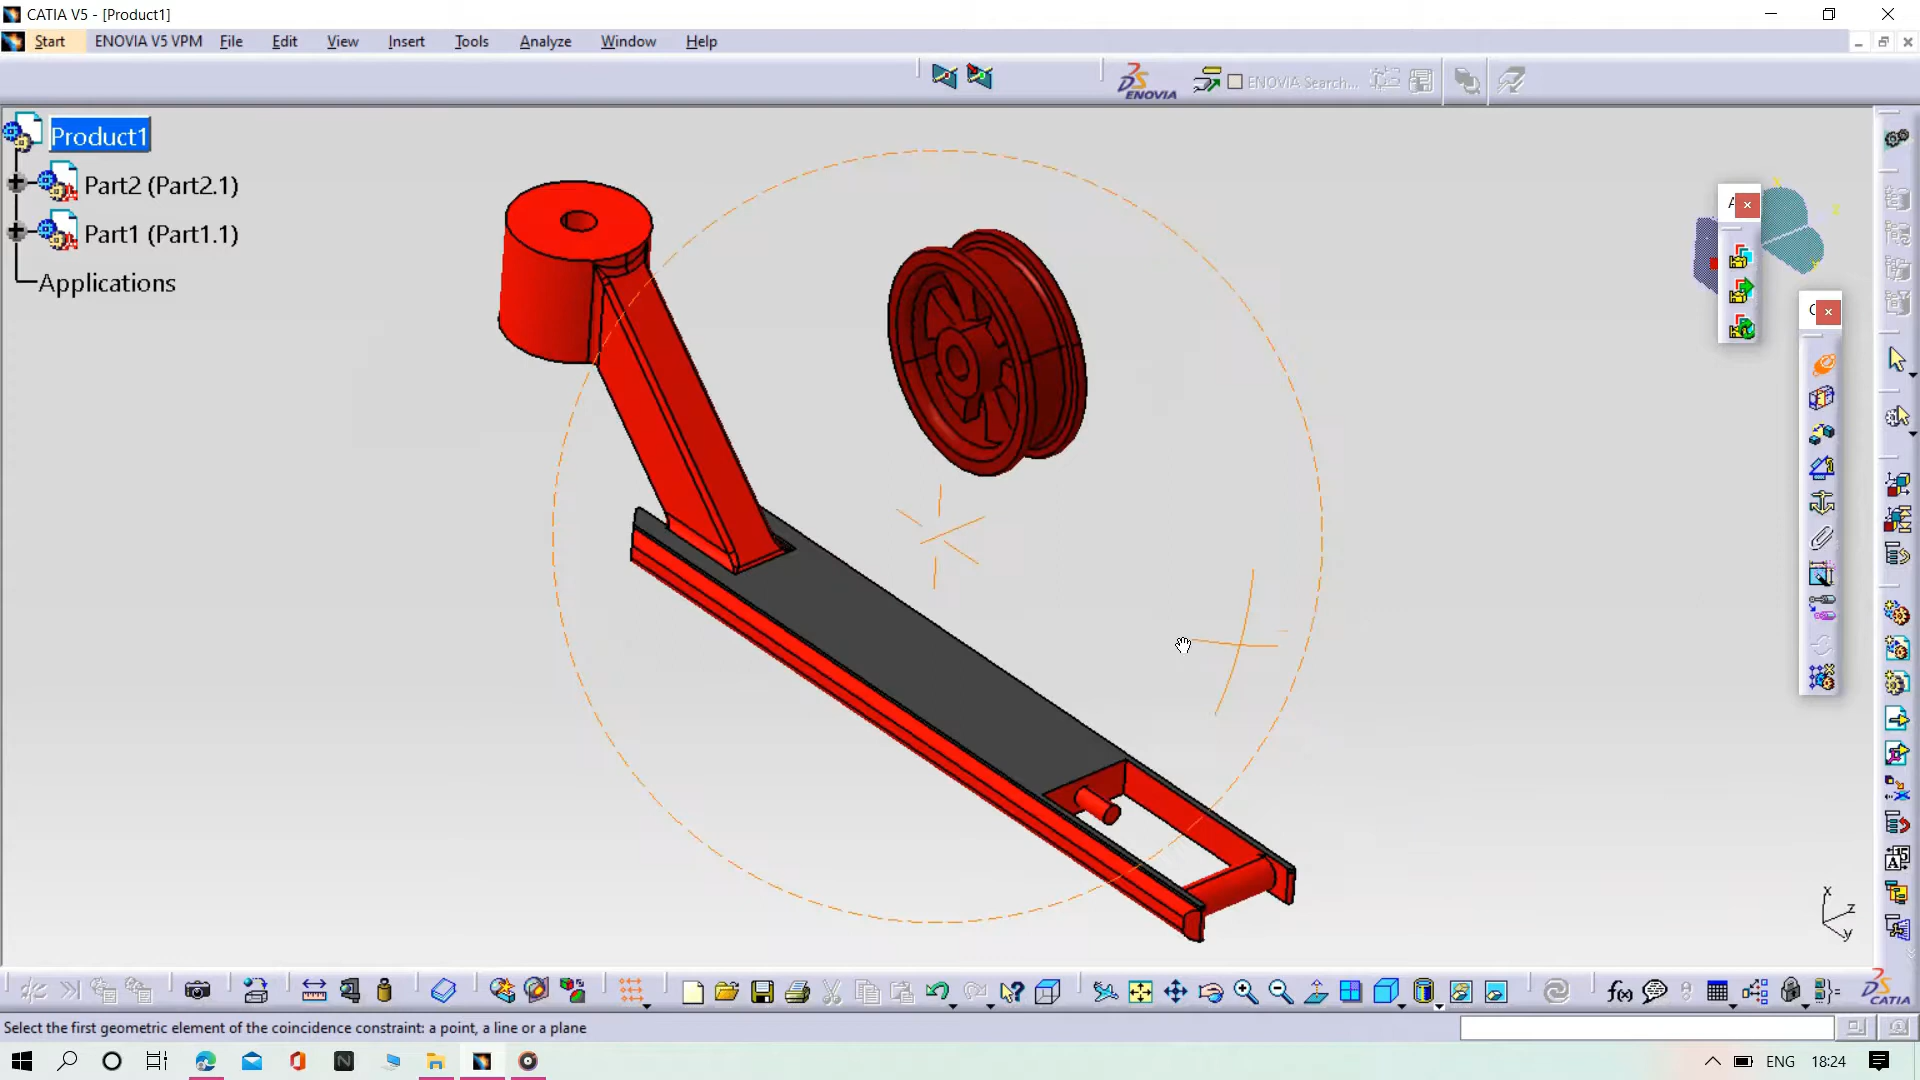 CATIA V5 - [Product1]
Start ENOVIA V5 VPM File Edit View Insert Tools Analyze Window Help
DS ENOVIA ENOVIA Search...
Product1
Part2 (Part2.1)
Part1 (Part1.1)
Applications
x
z
y
f(x)
DS CATIA
Select the first geometric element of the coincidence constraint: a point, a line or a plane
ENG 18:24